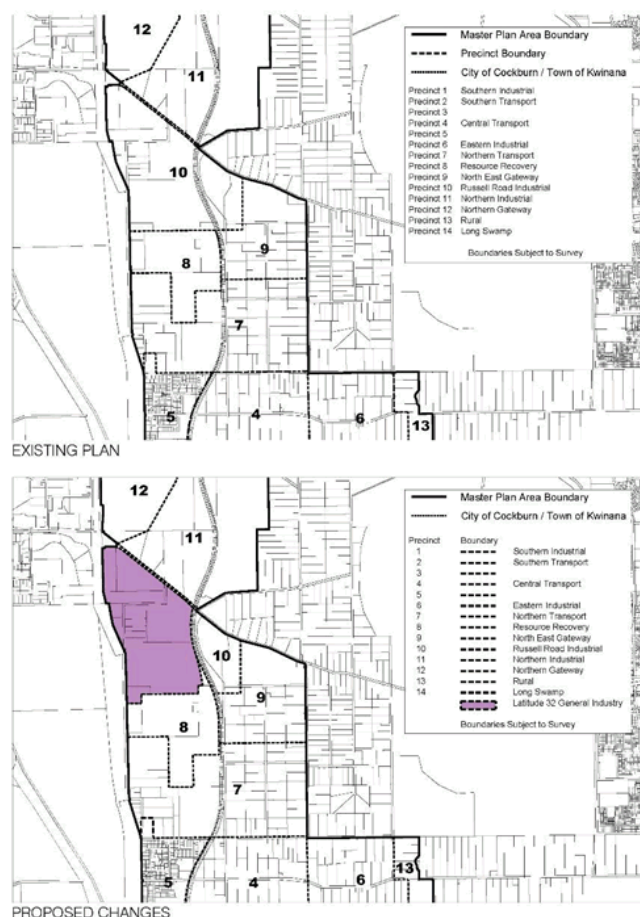 12
11
10
9
8
7
5
4
6
13
Master Plan Area Boundary
Precinct Boundary
City of Cockburn / Town of Kwinana
Precinct 1 Southern Industrial
Precinct 2 Southern Transport
Precinct 3
Precinct 4 Central Transport
Precinct 5
Precinct 6 Eastern Industrial
Precinct 7 Northern Transport
Precinct 8 Resource Recovery
Precinct 9 North East Gateway
Precinct 10 Russell Road Industrial
Precinct 11 Northern Industrial
Precinct 12 Northern Gateway
Precinct 13 Rural
Precinct 14 Long Swamp
Boundaries Subject to Survey
EXISTING PLAN
12
11
10
9
8
7
5
4
6
13
Master Plan Area Boundary
City of Cockburn / Town of Kwinana
Precinct Boundary
1 Southern Industrial
2 Southern Transport
3
4 Central Transport
5
6 Eastern Industrial
7 Northern Transport
8 Resource Recovery
9 North East Gateway
10 Russell Road Industrial
11 Northern Industrial
12 Northern Gateway
13 Rural
14 Long Swamp
Latitude 32 General Industry
Boundaries Subject to Survey
PROPOSED CHANGES